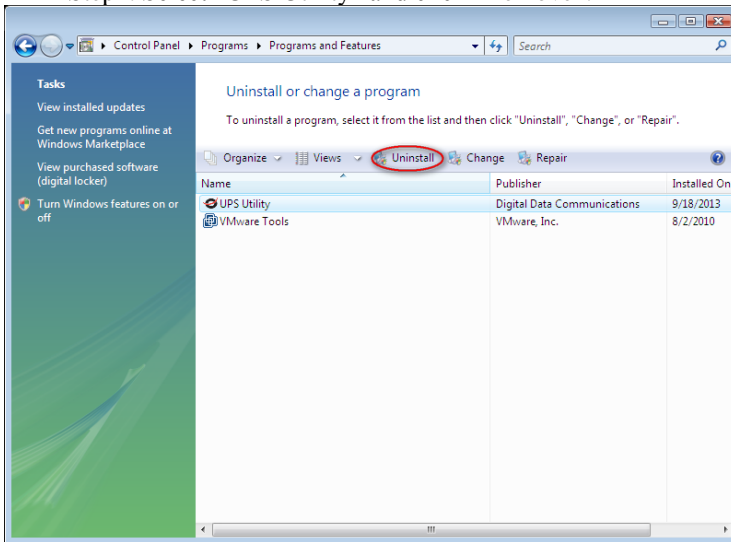 Control Panel ▸ Programs ▸ Programs and Features
Search
Tasks
View installed updates
Get new programs online at
Windows Marketplace
View purchased software
(digital locker)
Turn Windows features on or
off
Uninstall or change a program
To uninstall a program, select it from the list and then click "Uninstall", "Change", or "Repair".
Organize Views Uninstall Change Repair
Name Publisher Installed On
UPS Utility Digital Data Communications 9/18/2013
VMware Tools VMware, Inc. 8/2/2010